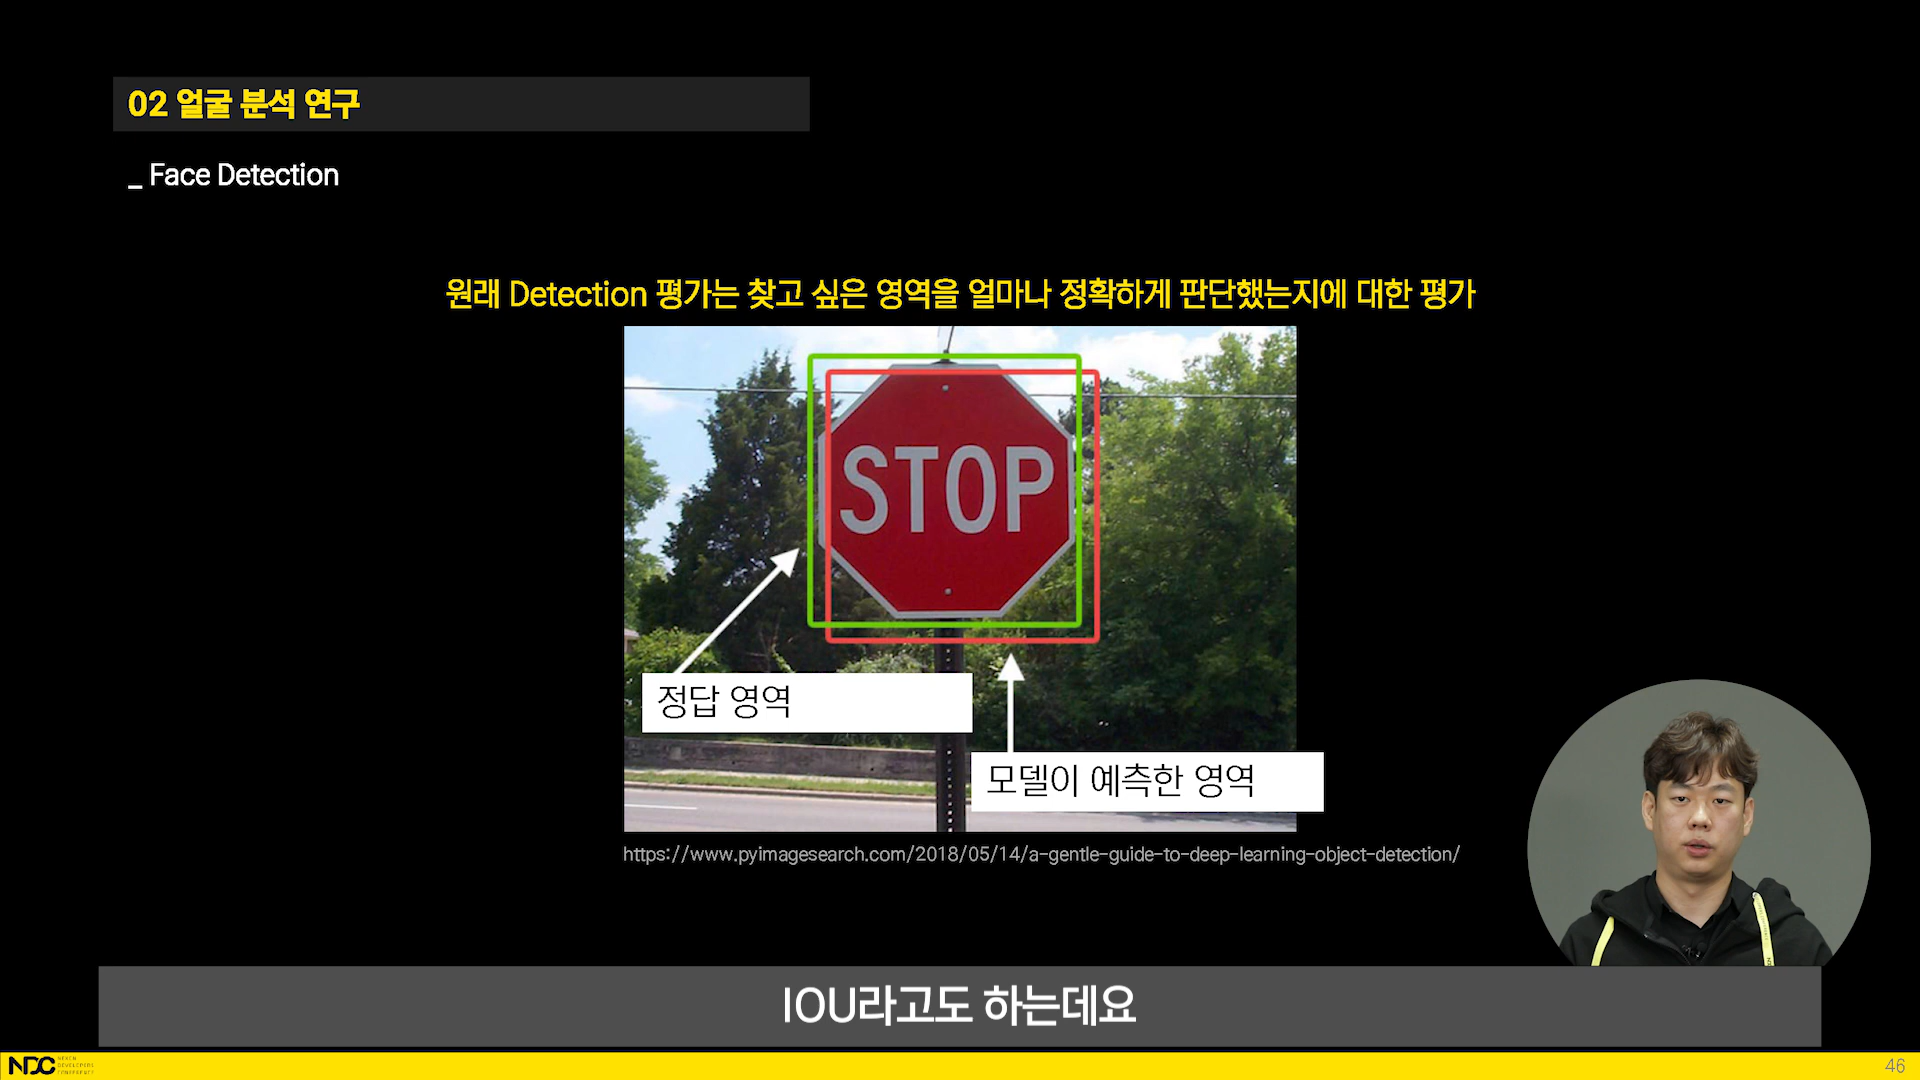 02 얼굴 분석 연구
_ Face Detection
원래 Detection 평가는 찾고 싶은 영역을 얼마나 정확하게 판단했는지에 대한 평가
STOP
정답 영역
모델이 예측한 영역
https://www.pyimagesearch.com/2018/05/14/a-gentle-guide-to-deep-learning-object-detection/
IOU라고도 하는데요
NDC
NEXON
DEVELOPERS
CONFERENCE
46